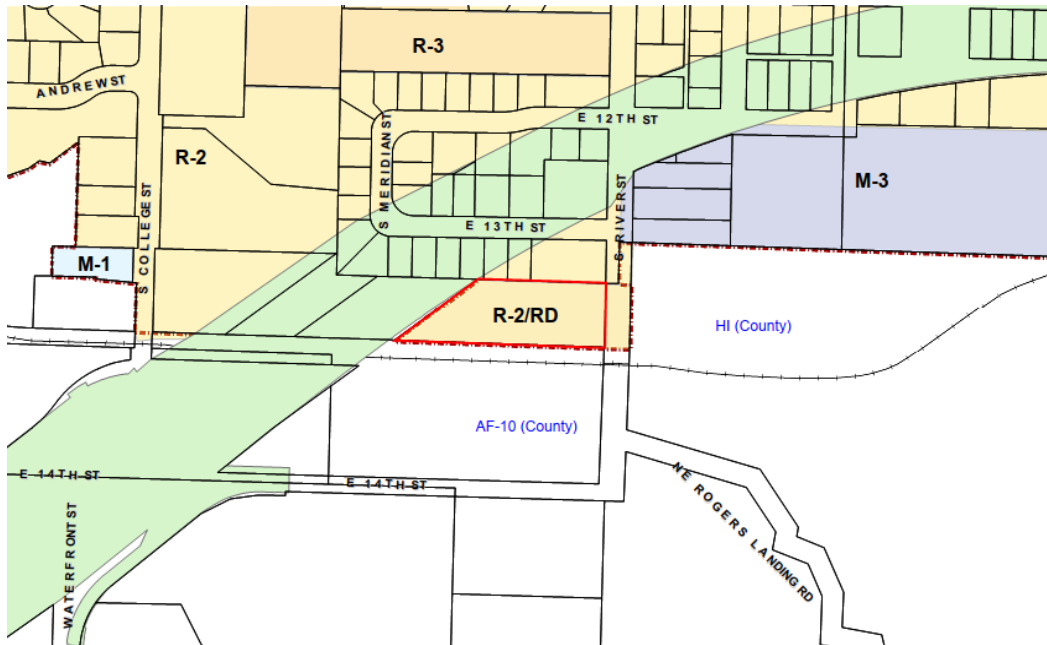 R-3
ANDREW ST
E 12TH ST
S MERIDIAN ST
R-2
M-3
S COLLEGE ST
S RIVER ST
E 13TH ST
M-1
R-2/RD
HI (County)
AF-10 (County)
E 14TH ST
E 14TH ST
NE ROGERS LANDING RD
WATERFRONT ST